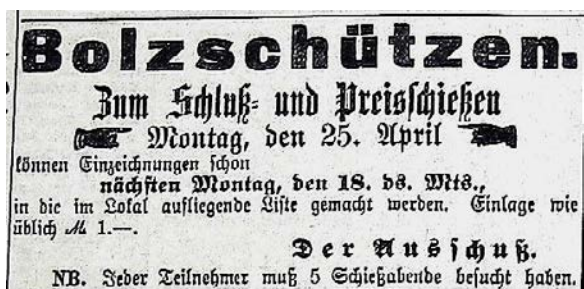 Bolzschützen.
Zum Schluß- und Preisschießen
Montag, den 25. April
können Einzeichnungen schon
nächsten Montag, den 18. ds. Mts.,
in die im Lokal aufliegende Liste gemacht werden. Einlage wie
üblich ℳ 1.—.
Der Ausschuß.
NB. Jeder Teilnehmer muß 5 Schießabende besucht haben.